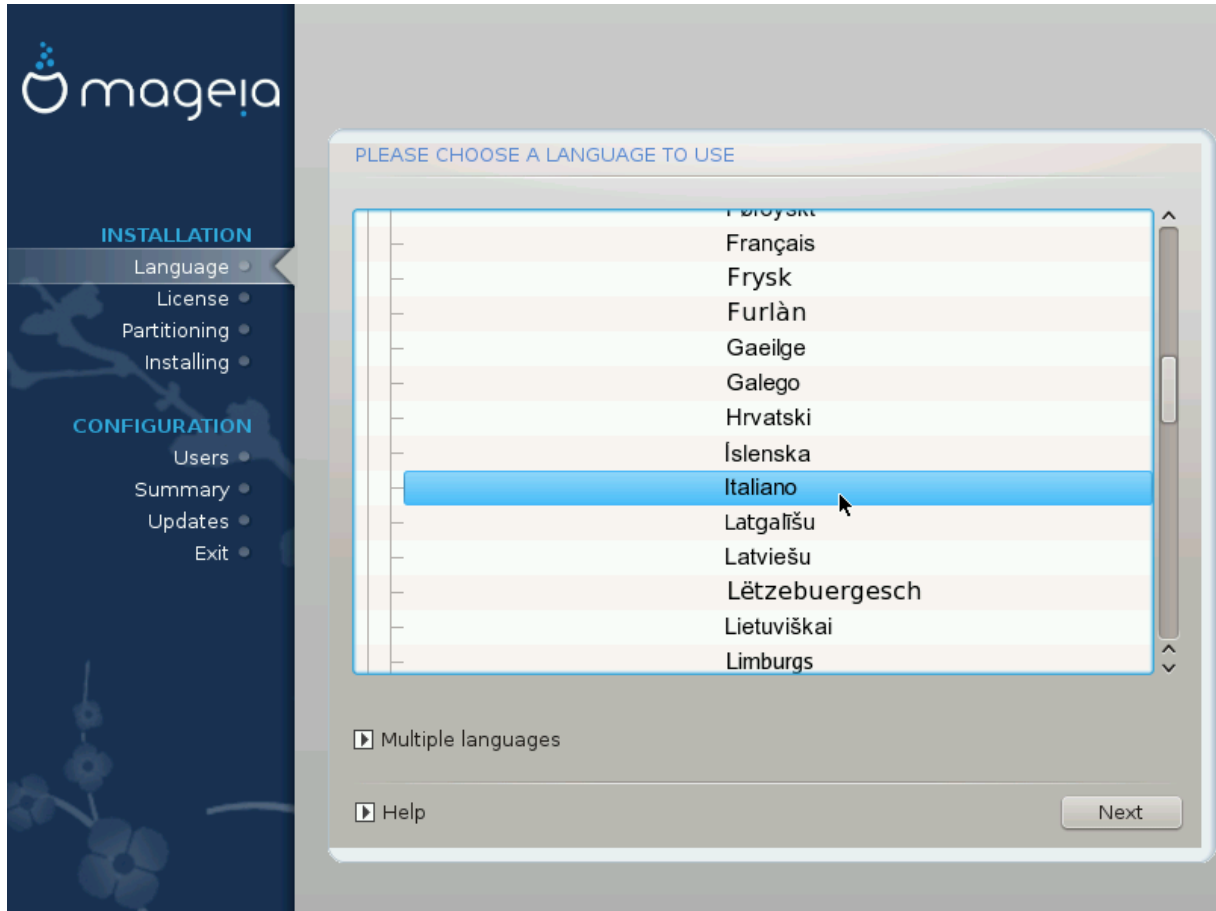 mageia
INSTALLATION
Language
License
Partitioning
Installing
CONFIGURATION
Users
Summary
Updates
Exit
PLEASE CHOOSE A LANGUAGE TO USE
Føroyskt
Français
Frysk
Furlàn
Gaeilge
Galego
Hrvatski
Íslenska
Italiano
Latgalīšu
Latviešu
Lëtzebuergesch
Lietuviškai
Limburgs
Multiple languages
Help
Next